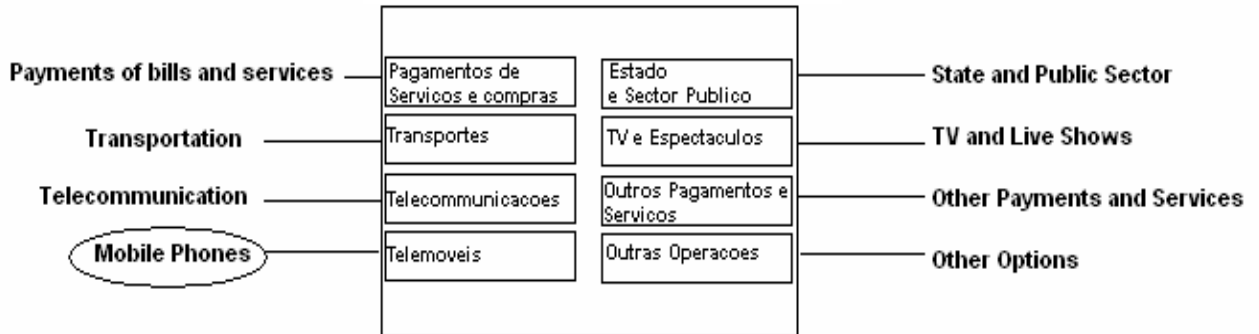 Payments of bills and services
Pagamentos de
Servicos e compras
Estado
e Sector Publico
State and Public Sector
Transportation
Transportes
TV e Espectaculos
TV and Live Shows
Telecommunication
Telecommunicacoes
Outros Pagamentos e
Servicos
Other Payments and Services
Mobile Phones
Telemoveis
Outras Operacoes
Other Options